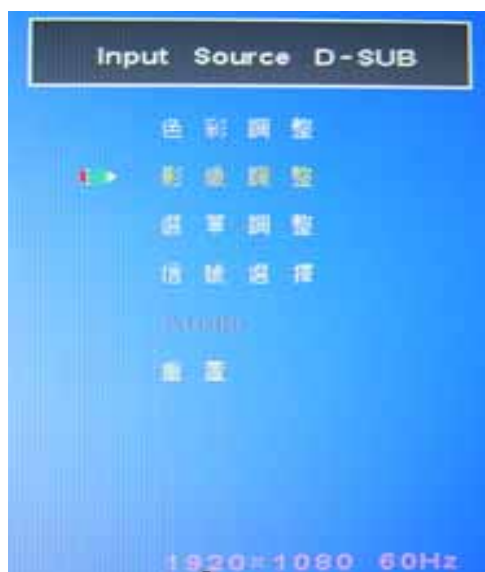 Input Source D-SUB
色彩調整
影像調整
選單調整
信號選擇
重置
1920×1080 60Hz